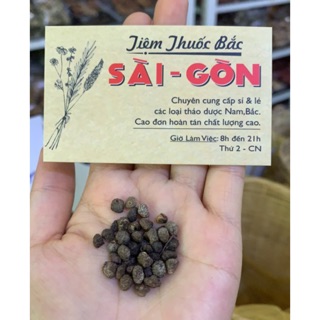 Tiệm Thuốc Bắc
SÀI-GÒN
Chuyên cung cấp sỉ & lẻ
các loại thảo dược Nam,Bắc.
Cao đơn hoàn tán chất lượng cao.
Giờ Làm Việc: 8h đến 21h
Thứ 2 - CN